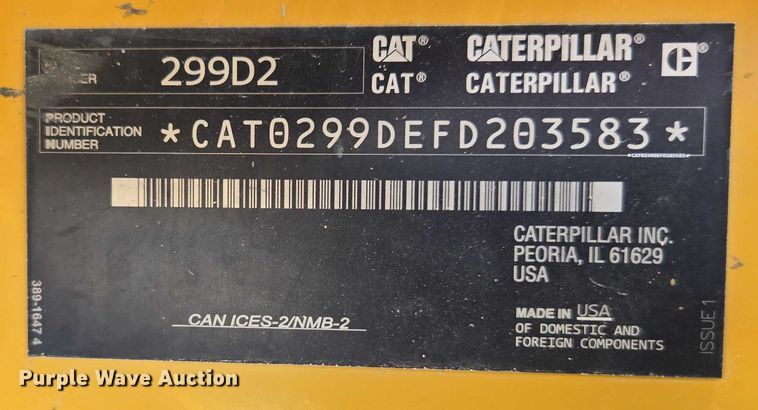 299D2
CAT® CATERPILLAR®
CAT® CATERPILLAR®
PRODUCT
IDENTIFICATION
NUMBER
*CAT0299DEFD203583*
*CAT0299DEFD203583*
CATERPILLAR INC.
PEORIA, IL 61629
USA
CAN ICES-2/NMB-2
MADE IN USA
OF DOMESTIC AND
FOREIGN COMPONENTS
389-1647 4
ISSUE 1
Purple Wave Auction